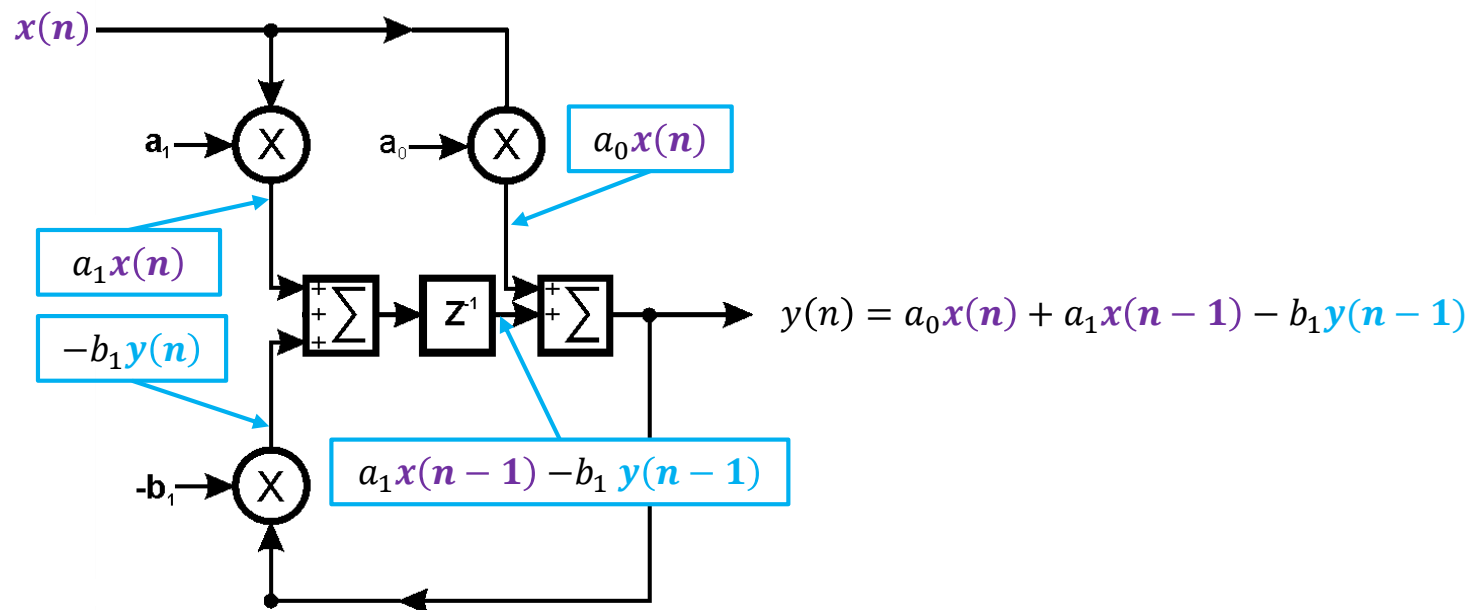 x(n)
X
a₁
X
a₀
a₀x(n)
a₁x(n)
+
+
+
∑
Z⁻¹
+
+
∑
y(n) = a₀x(n) + a₁x(n − 1) − b₁y(n − 1)
−b₁y(n)
a₁x(n − 1) −b₁ y(n − 1)
-b₁
X